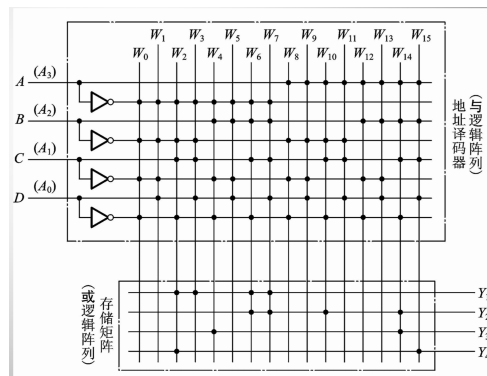 W₁ W₃ W₅ W₇ W₉ W₁₁ W₁₃ W₁₅
W₀ W₂ W₄ W₆ W₈ W₁₀ W₁₂ W₁₄
A (A₃)
B (A₂)
C (A₁)
D (A₀)
地址译码器
(与逻辑阵列)
存储矩阵
(或逻辑阵列)